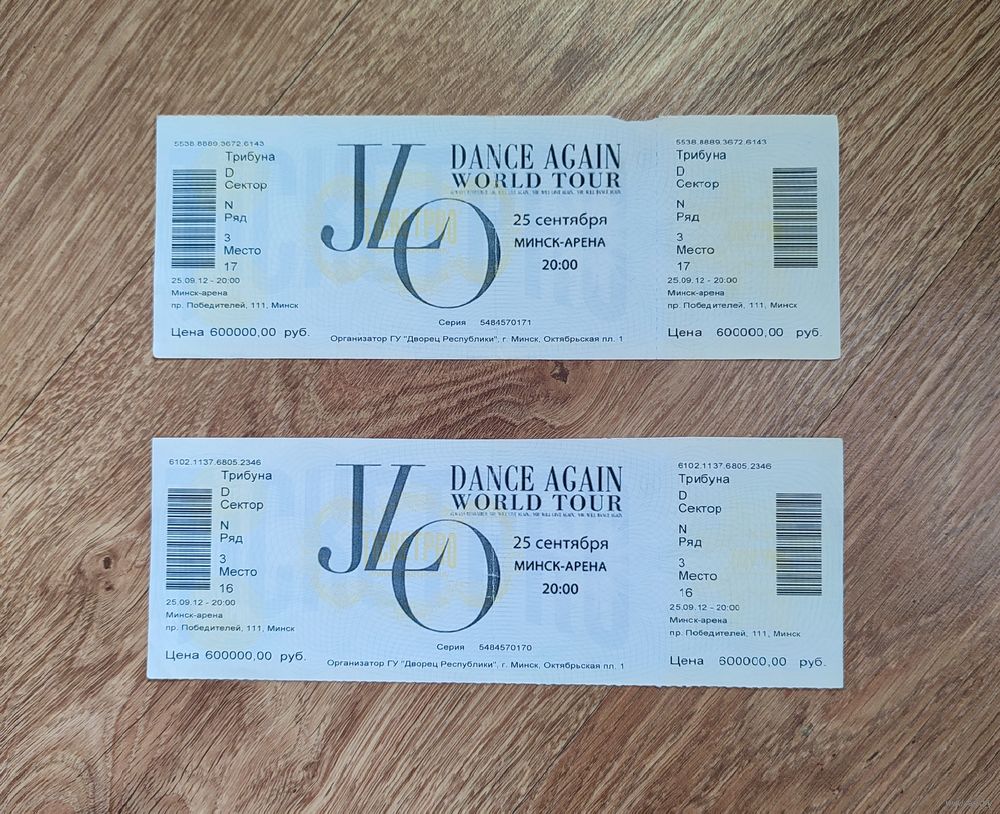 5538.8889.3672.6143
Трибуна
D
Сектор
N
Ряд
3
Место
17
25.09.12 - 20:00
Минск-арена
пр. Победителей, 111, Минск
Цена 600000,00 руб.
JLO
DANCE AGAIN
WORLD TOUR
25 сентября
МИНСК-АРЕНА
20:00
Серия 5484570171
Организатор ГУ "Дворец Республики", г. Минск, Октябрьская пл. 1
5538.8889.3672.6143
Трибуна
D
Сектор
N
Ряд
3
Место
17
25.09.12 - 20:00
Минск-арена
пр. Победителей, 111, Минск
Цена 600000,00 руб.
6102.1137.6805.2346
Трибуна
D
Сектор
N
Ряд
3
Место
16
25.09.12 - 20:00
Минск-арена
пр. Победителей, 111, Минск
Цена 600000,00 руб.
JLO
DANCE AGAIN
WORLD TOUR
25 сентября
МИНСК-АРЕНА
20:00
Серия 5484570170
Организатор ГУ "Дворец Республики", г. Минск, Октябрьская пл. 1
6102.1137.6805.2346
Трибуна
D
Сектор
N
Ряд
3
Место
16
25.09.12 - 20:00
Минск-арена
пр. Победителей, 111, Минск
Цена 600000,00 руб.